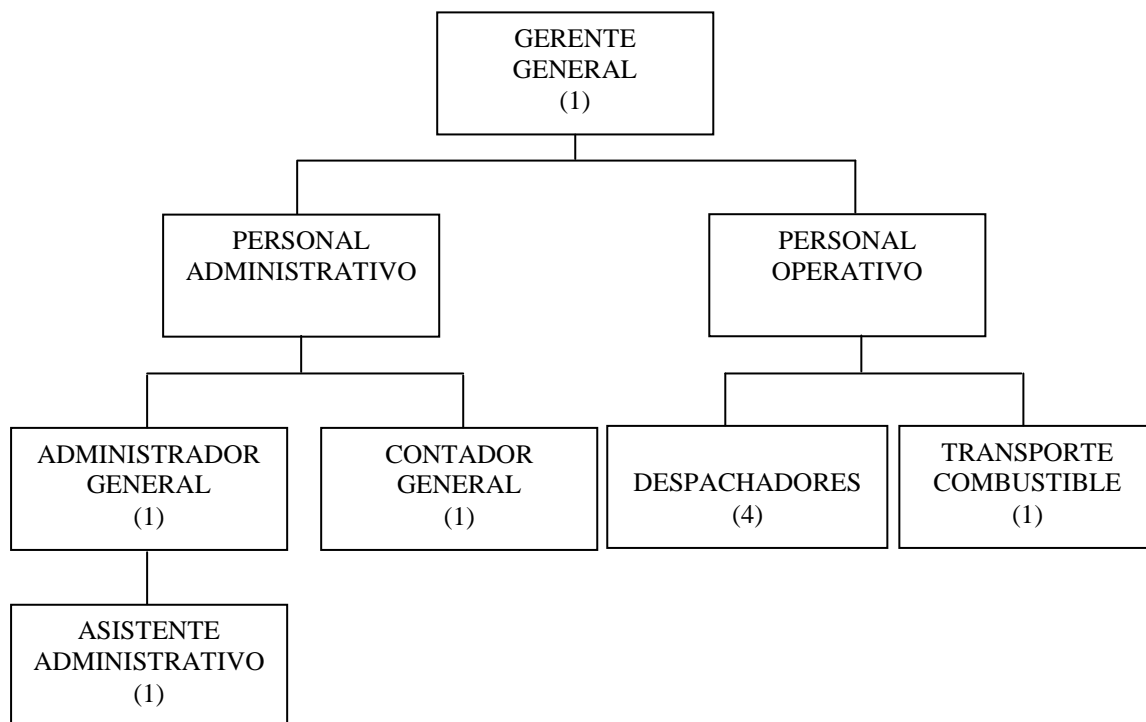 GERENTE
GENERAL
(1)
PERSONAL
ADMINISTRATIVO
PERSONAL
OPERATIVO
ADMINISTRADOR
GENERAL
(1)
CONTADOR
GENERAL
(1)
DESPACHADORES
(4)
TRANSPORTE
COMBUSTIBLE
(1)
ASISTENTE
ADMINISTRATIVO
(1)